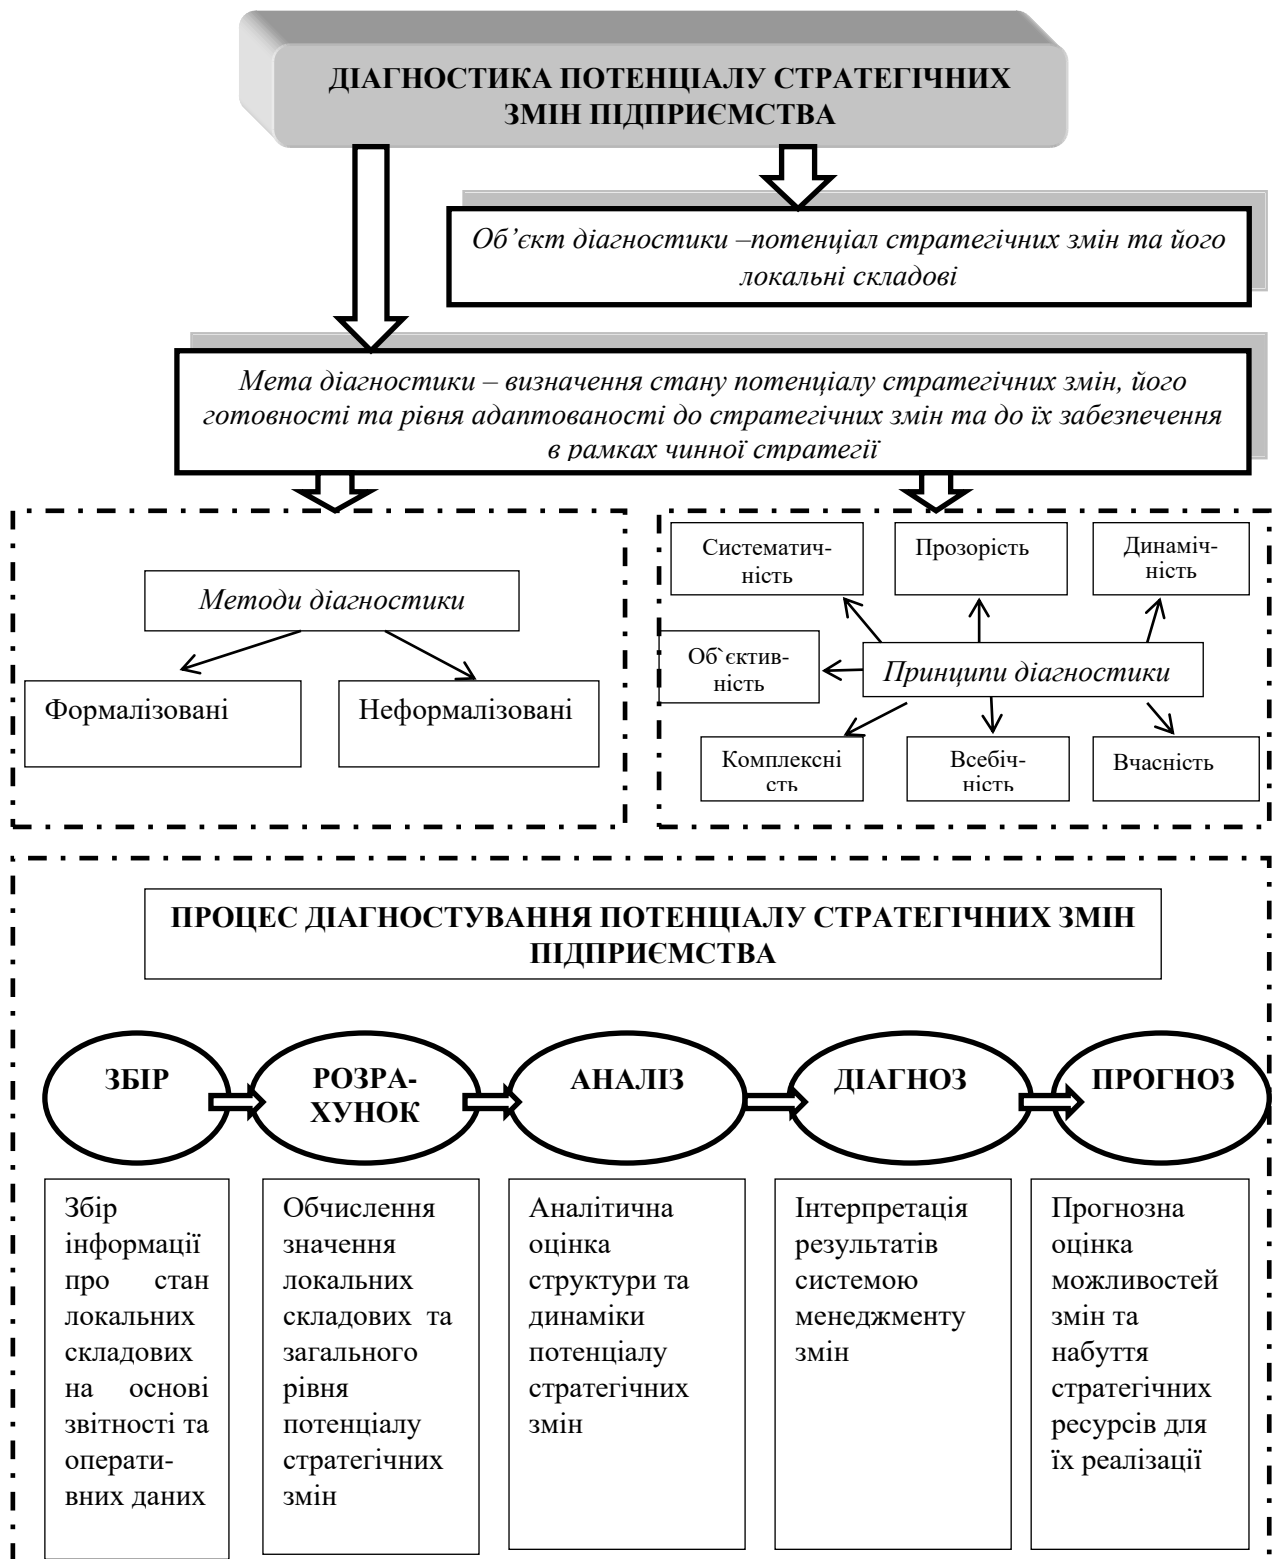 ДІАГНОСТИКА ПОТЕНЦІАЛУ СТРАТЕГІЧНИХ
ЗМІН ПІДПРИЄМСТВА
Об’єкт діагностики –потенціал стратегічних змін та його
локальні складові
Мета діагностики – визначення стану потенціалу стратегічних змін, його
готовності та рівня адаптованості до стратегічних змін та до їх забезпечення
в рамках чинної стратегії
Методи діагностики
Формалізовані
Неформалізовані
Систематич-
ність
Прозорість
Динаміч-
ність
Об`єктив-
ність
Принципи діагностики
Комплексні
сть
Всебіч-
ність
Вчасність
ПРОЦЕС ДІАГНОСТУВАННЯ ПОТЕНЦІАЛУ СТРАТЕГІЧНИХ ЗМІН
ПІДПРИЄМСТВА
ЗБІР
РОЗРА-
ХУНОК
АНАЛІЗ
ДІАГНОЗ
ПРОГНОЗ
Збір
інформації
про стан
локальних
складових
на основі
звітності та
операти-
вних даних
Обчислення
значення
локальних
складових та
загального
рівня
потенціалу
стратегічних
змін
Аналітична
оцінка
структури та
динаміки
потенціалу
стратегічних
змін
Інтерпретація
результатів
системою
менеджменту
змін
Прогнозна
оцінка
можливостей
змін та
набуття
стратегічних
ресурсів для
їх реалізації